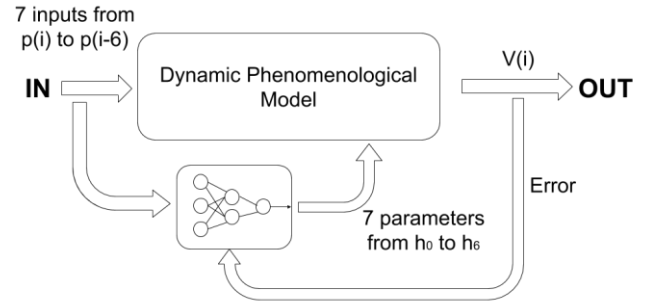 7 inputs from
p(i) to p(i-6)
IN
Dynamic Phenomenological
Model
V(i)
OUT
Error
7 parameters
from h₀ to h₆